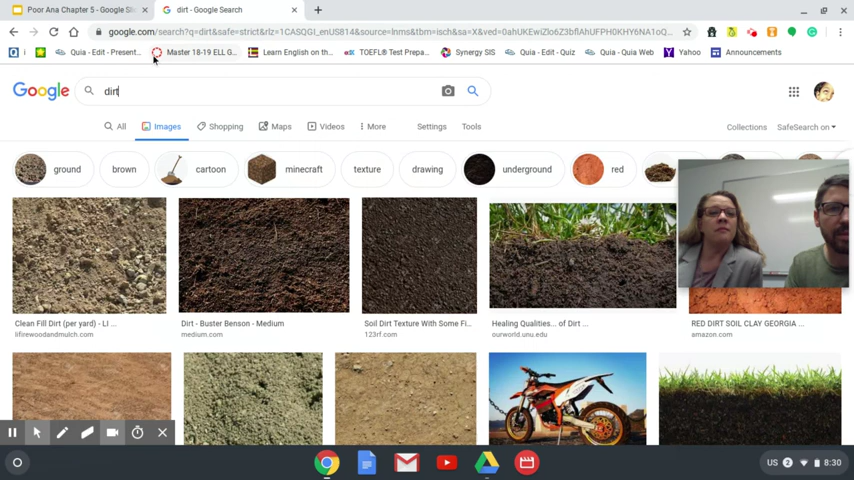 Poor Ana Chapter 5 - Google Sli
dirt - Google Search
google.com/search?q=dirt&safe=strict&rlz=1CASQGI_enUS814&source=lnms&tbm=isch&sa=X&ved=
Quia - Edit - Present...
Master 18-19 ELL G...
Learn English on th...
TOEFL® Test Prepa...
Synergy SIS
Quia - Edit - Quiz
Quia - Quia Web
Yahoo
Announcements
Google
dirt
All
Images
Shopping
Maps
Videos
More
Settings
Tools
Collections
SafeSearch on
ground
brown
cartoon
minecraft
texture
drawing
underground
red
Clean Fill Dirt (per yard) - LI ...
lifirewoodandmulch.com
Dirt - Buster Benson - Medium
medium.com
Soil Dirt Texture With Some Fi...
123rf.com
Healing Qualities... of Dirt ...
ourworld.unu.edu
RED DIRT SOIL CLAY GEORGIA ...
amazon.com
US 2 8:30